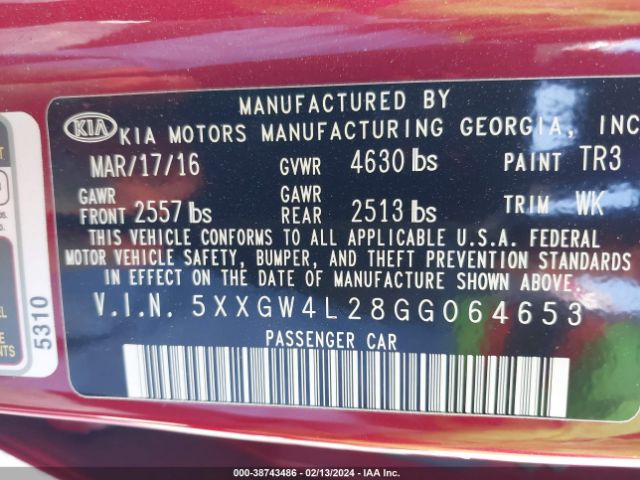 MANUFACTURED BY
KIA KIA MOTORS MANUFACTURING GEORGIA, INC
MAR/17/16 GVWR 4630 lbs PAINT TR3
GAWR FRONT 2557 lbs GAWR REAR 2513 lbs TRIM WK
THIS VEHICLE CONFORMS TO ALL APPLICABLE U.S.A. FEDERAL
MOTOR VEHICLE SAFETY, BUMPER, AND THEFT PREVENTION STANDARDS
IN EFFECT ON THE DATE OF MANUFACTURE SHOWN ABOVE.
V.I.N. 5XXGW4L28GG064653
PASSENGER CAR
5310
000-38743486 - 02/13/2024 - IAA Inc.